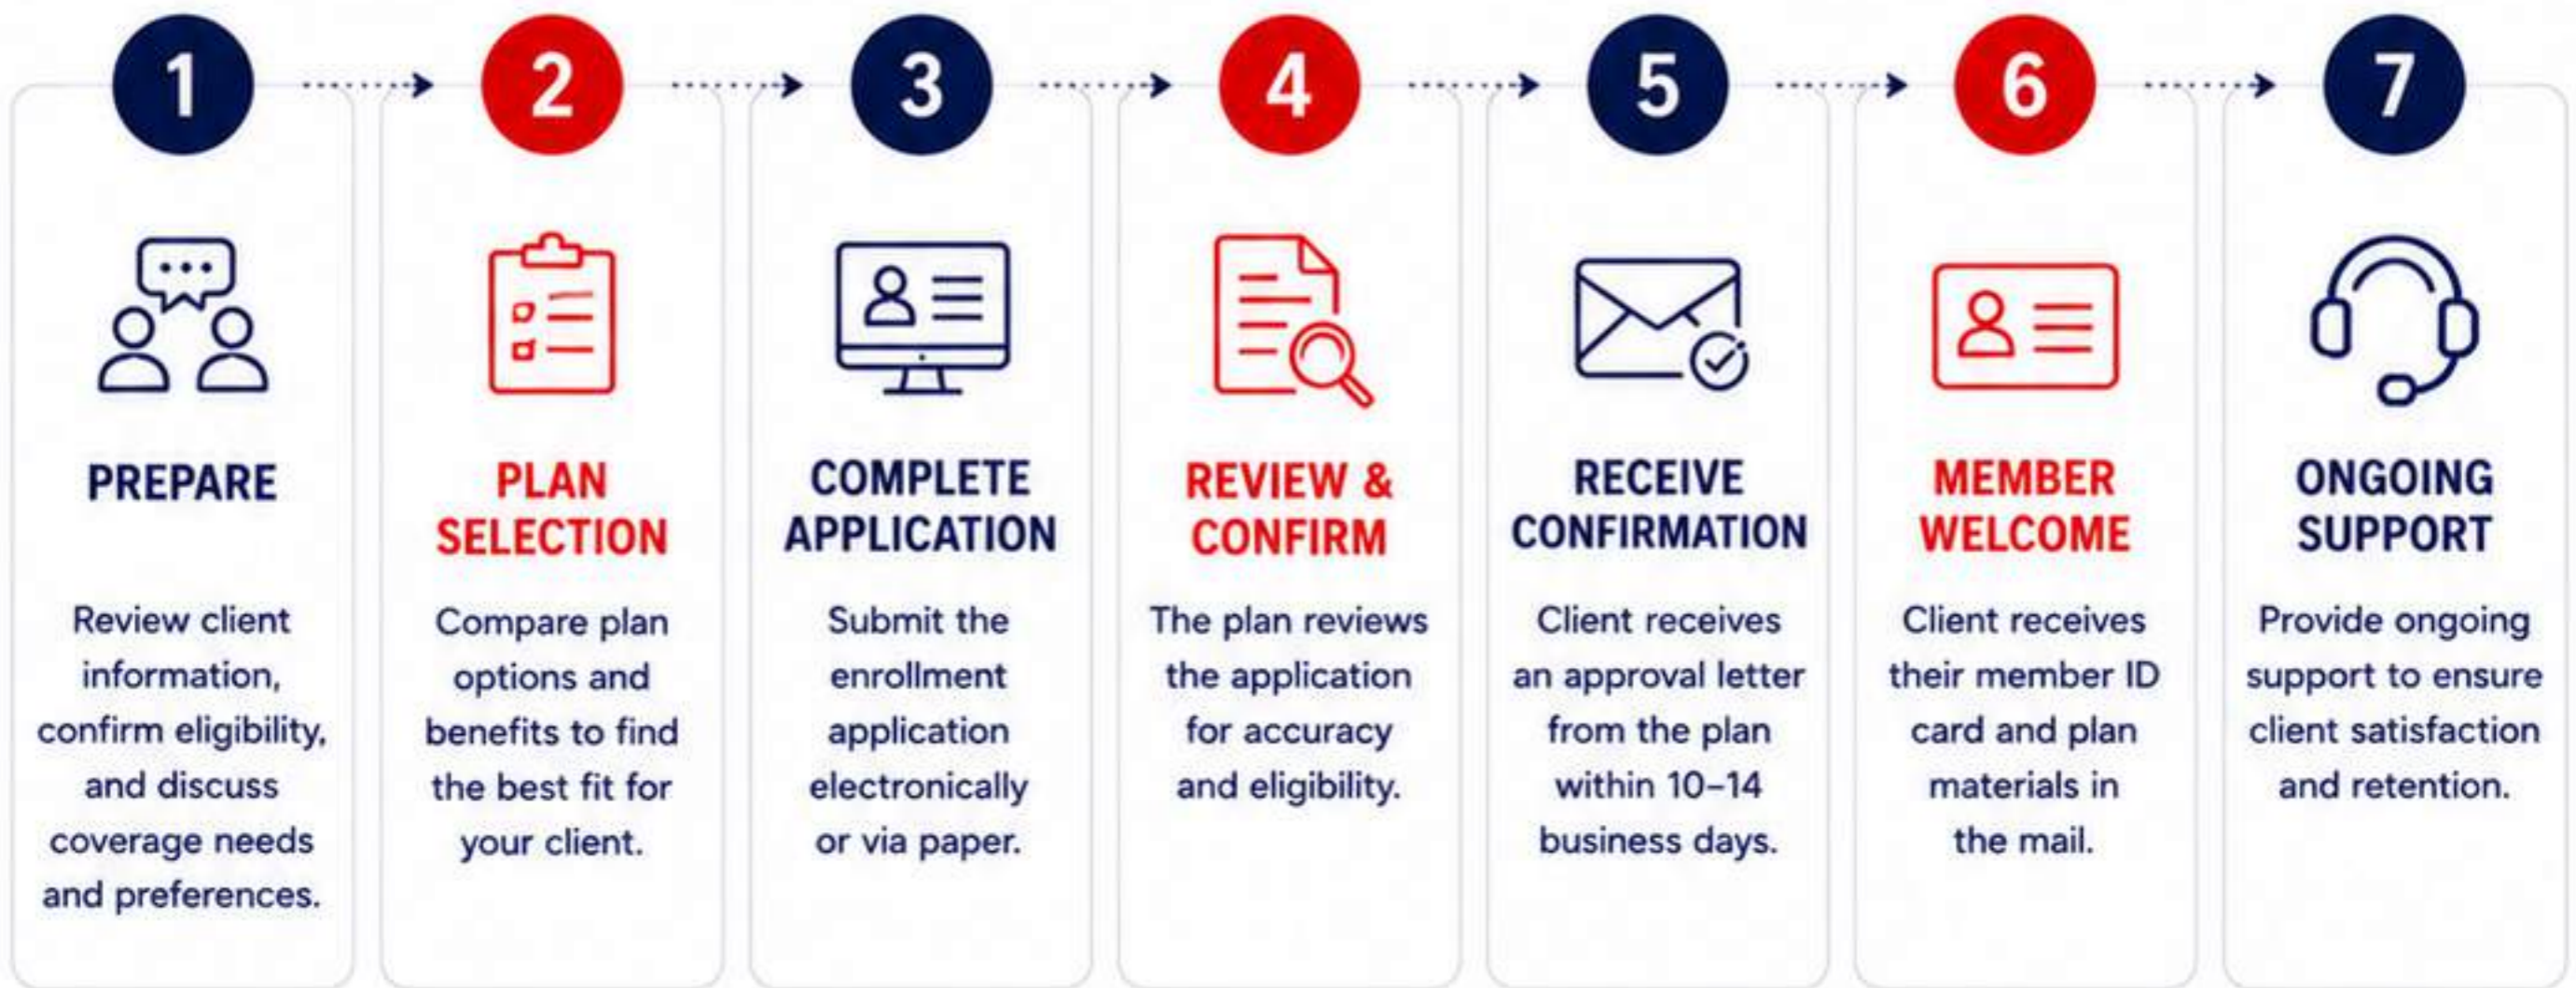 1
PREPARE
Review client
information,
confirm eligibility,
and discuss
coverage needs
and preferences.
2
PLAN
SELECTION
Compare plan
options and
benefits to find
the best fit for
your client.
3
COMPLETE
APPLICATION
Submit the
enrollment
application
electronically
or via paper.
4
REVIEW &
CONFIRM
The plan reviews
the application
for accuracy
and eligibility.
5
RECEIVE
CONFIRMATION
Client receives
an approval letter
from the plan
within 10–14
business days.
6
MEMBER
WELCOME
Client receives
their member ID
card and plan
materials in
the mail.
7
ONGOING
SUPPORT
Provide ongoing
support to ensure
client satisfaction
and retention.